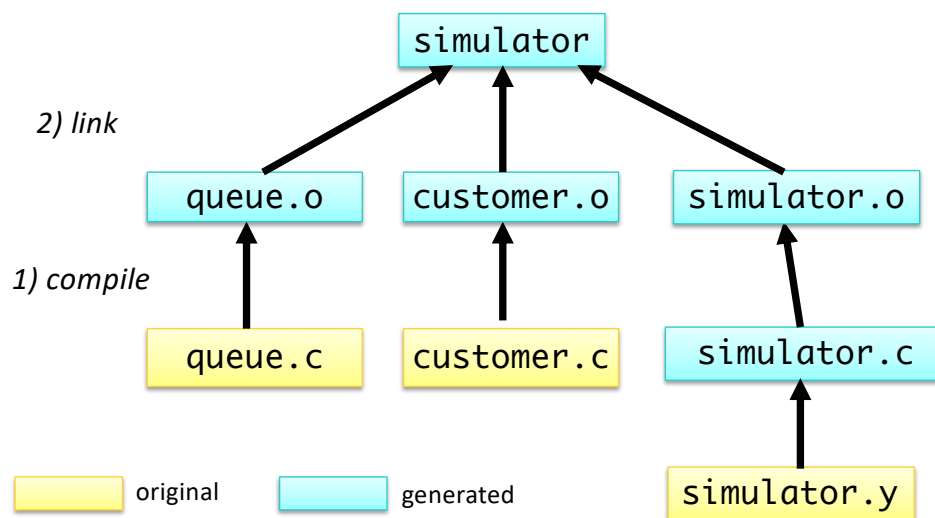 simulator
2) link
queue.o
customer.o
simulator.o
1) compile
queue.c
customer.c
simulator.c
original
generated
simulator.y